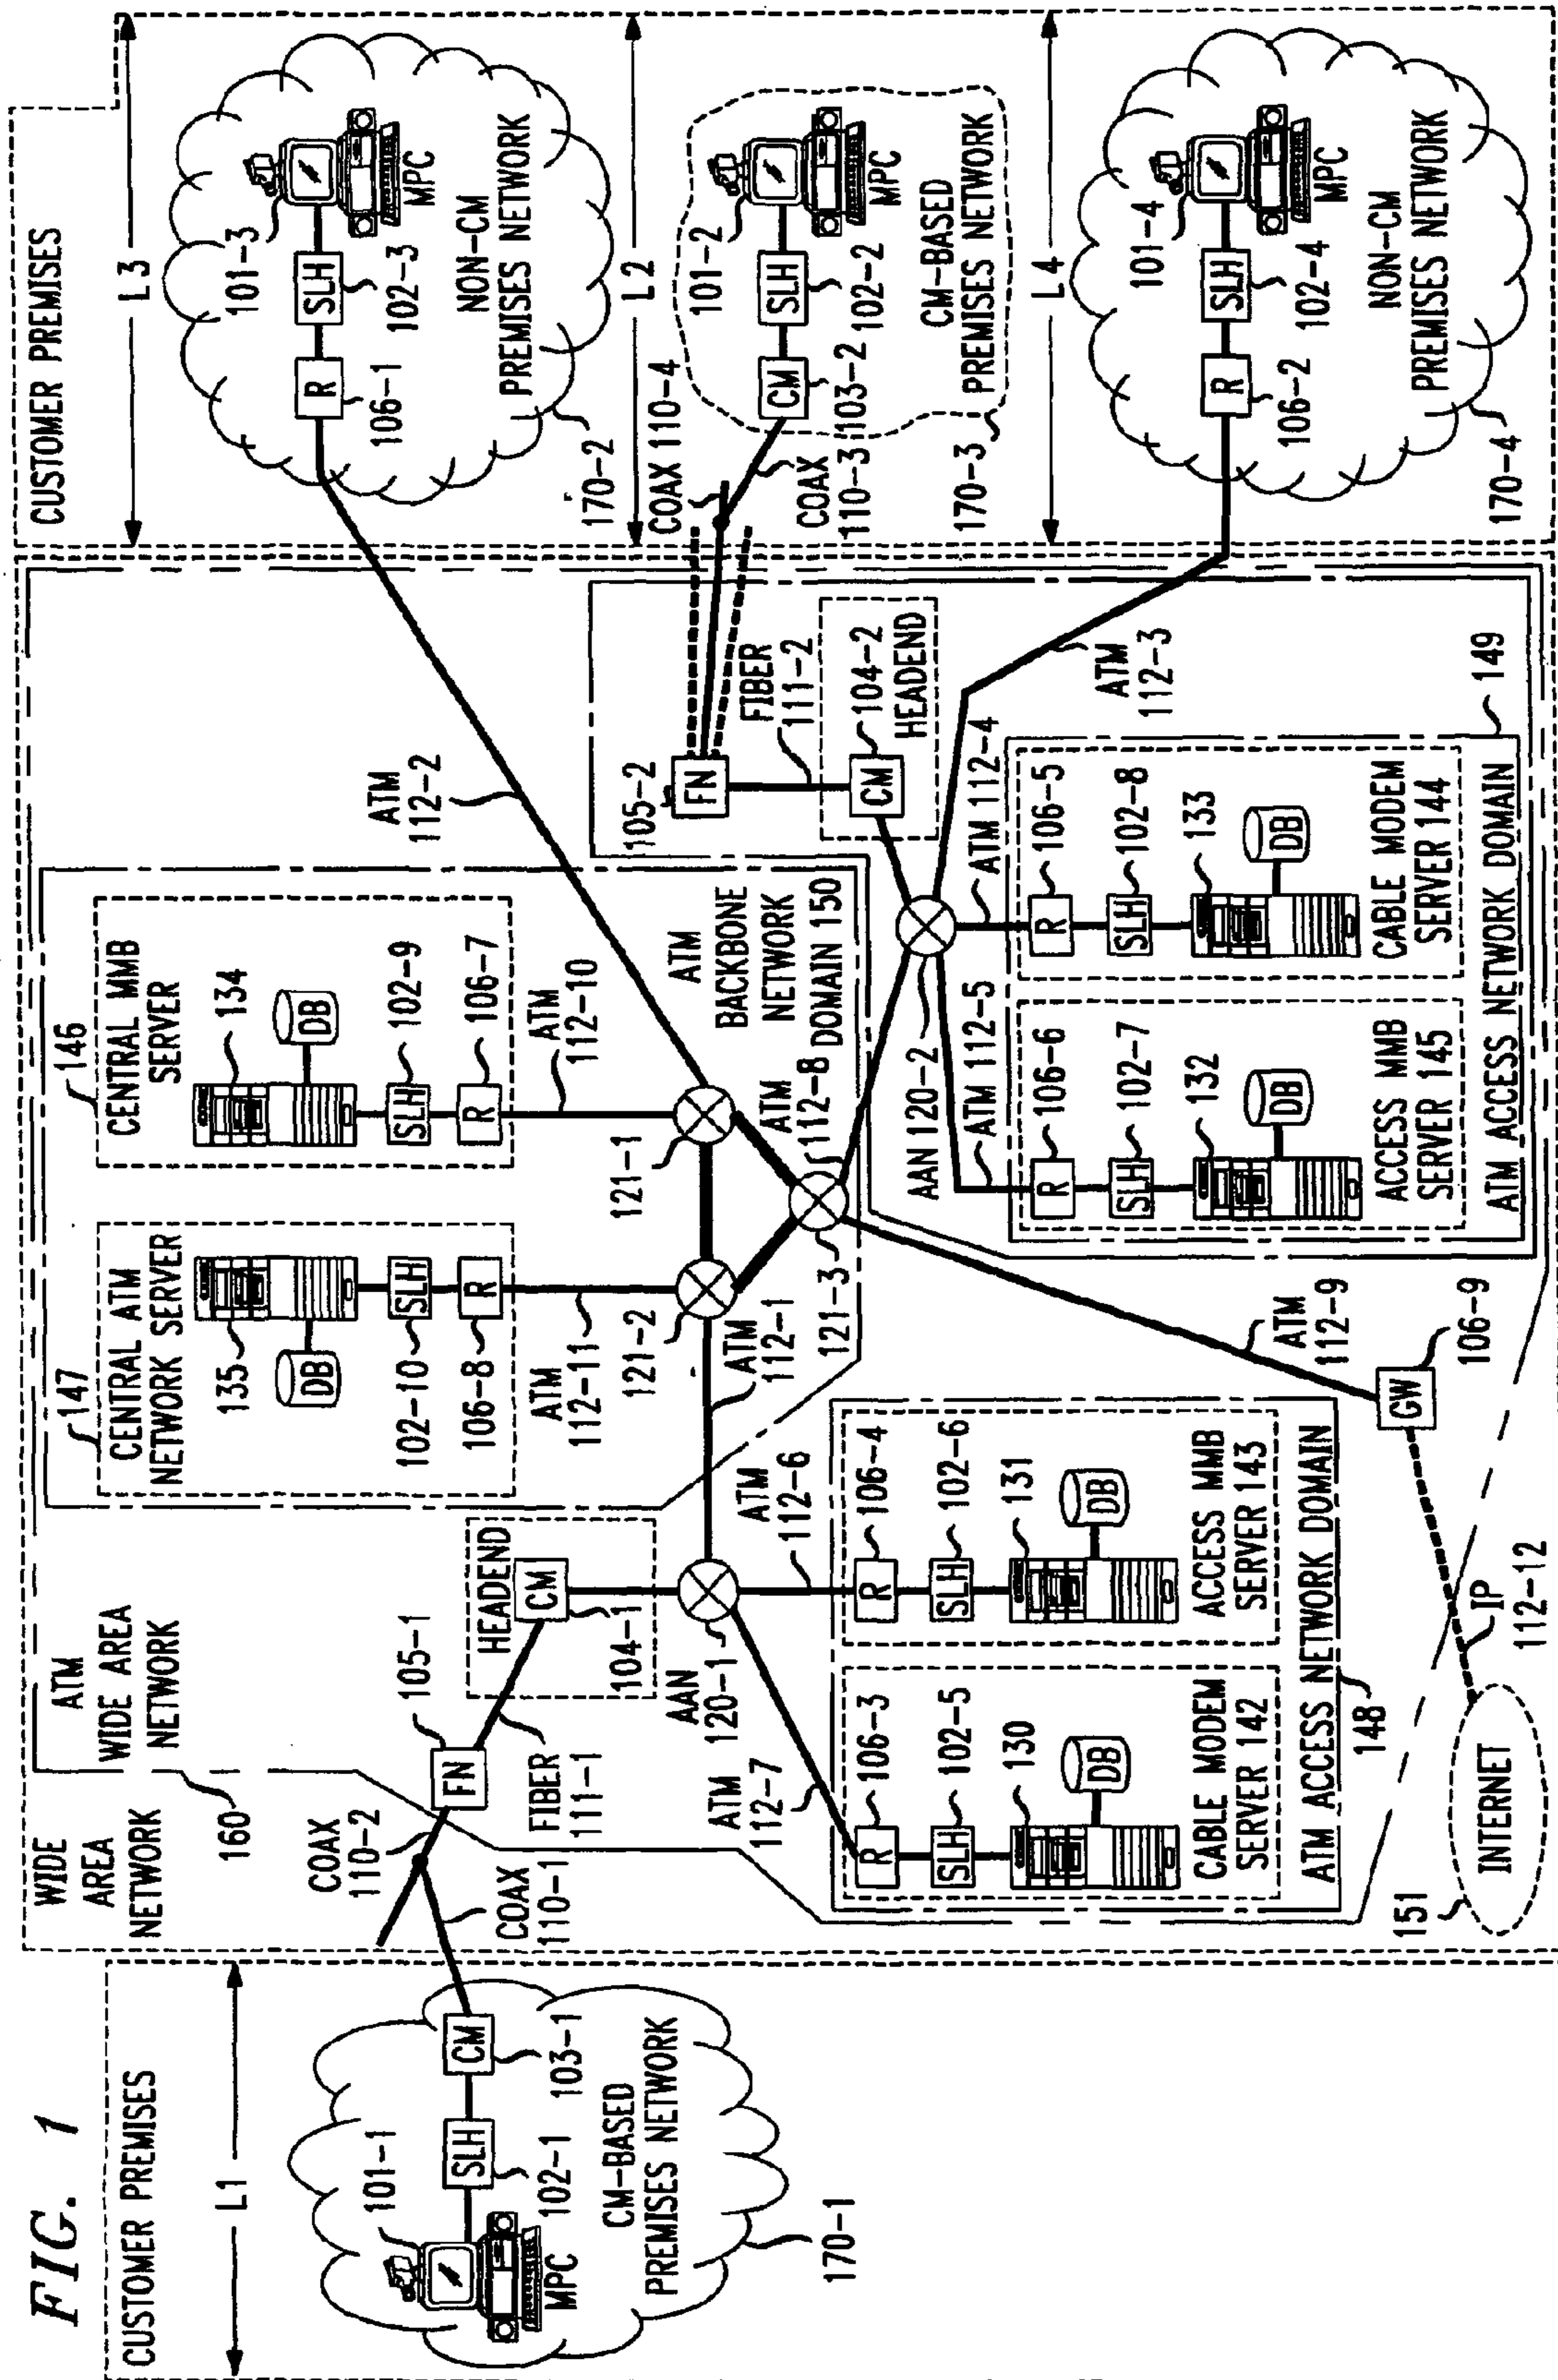 FIG. 1
CUSTOMER PREMISES
L1
101-1
SLH
102-1
CM
103-1
MPC
CM-BASED
PREMISES NETWORK
170-1
WIDE
AREA
NETWORK
160
ATM
WIDE AREA
NETWORK
COAX
110-2
COAX
110-1
FN
105-1
FIBER
111-1
HEADEND
CM
104-1
AAN
120-1
ATM
112-7
ATM
112-6
ATM
112-1
R
106-3
SLH
102-5
130
DB
CABLE MODEM
SERVER 142
R
106-4
SLH
102-6
131
DB
ACCESS MMB
SERVER 143
ATM ACCESS NETWORK DOMAIN
148
151
INTERNET
IP
112-12
GW
106-9
ATM
112-9
147
CENTRAL ATM
NETWORK SERVER
135
DB
SLH
102-10
R
106-8
ATM
112-11
121-2
146
CENTRAL MMB
SERVER
134
DB
SLH
102-9
R
106-7
ATM
112-10
121-1
121-3
ATM
112-8
ATM
BACKBONE
NETWORK
DOMAIN 150
ATM
112-2
105-2
FN
FIBER
111-2
CM
104-2
HEADEND
AAN 120-2
ATM 112-5
ATM 112-4
ATM
112-3
R
106-6
SLH
102-7
132
DB
ACCESS MMB
SERVER 145
R
106-5
SLH
102-8
133
DB
CABLE MODEM
SERVER 144
ATM ACCESS NETWORK DOMAIN
149
CUSTOMER PREMISES
L3
R
106-1
SLH
102-3
101-3
MPC
NON-CM
PREMISES NETWORK
170-2
L2
COAX 110-4
COAX
110-3
CM
103-2
SLH
102-2
101-2
MPC
CM-BASED
PREMISES NETWORK
170-3
L4
R
106-2
SLH
102-4
101-4
MPC
NON-CM
PREMISES NETWORK
170-4